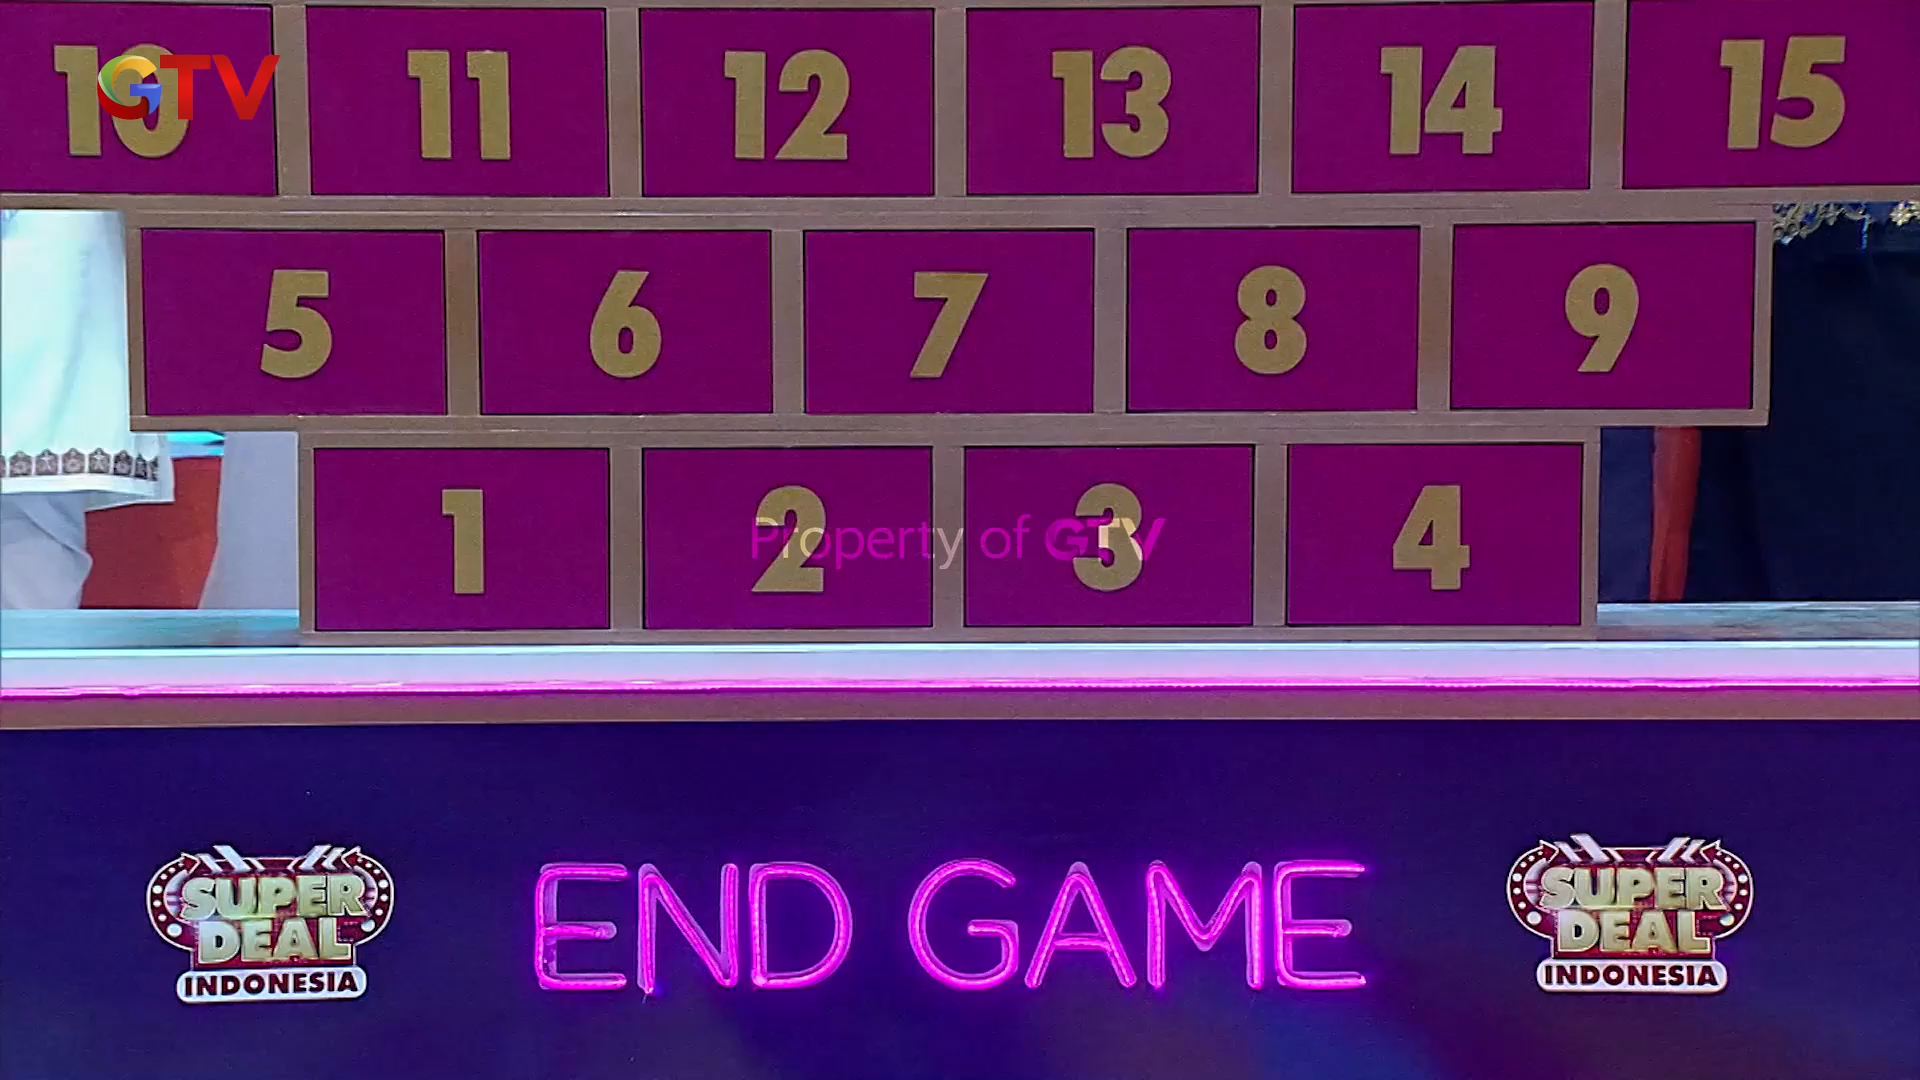 GTV
10 11 12 13 14 15
5 6 7 8 9
1 2 3 4
Property of GTV
END GAME
SUPER
DEAL
INDONESIA
SUPER
DEAL
INDONESIA